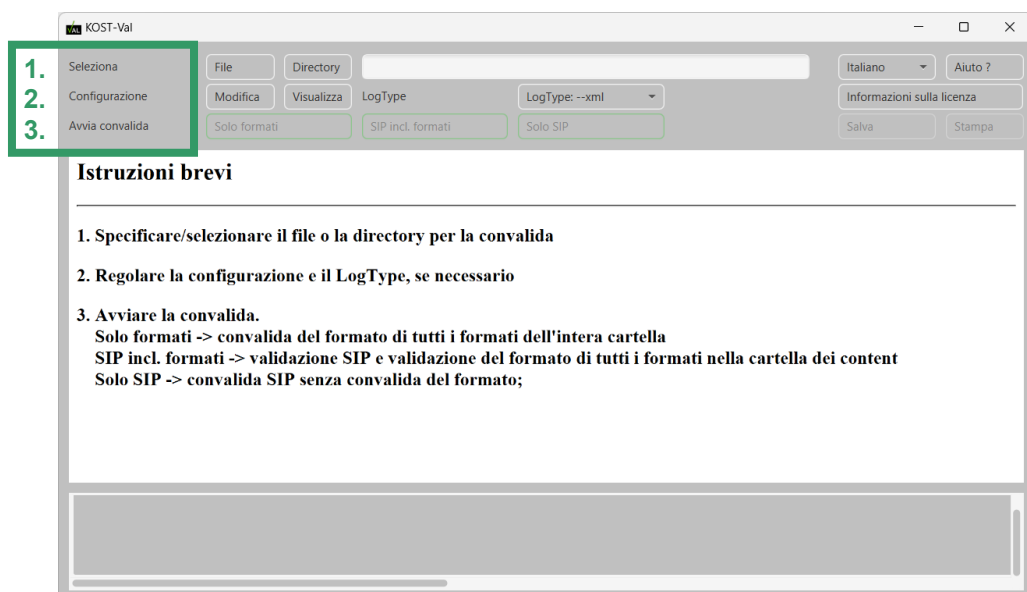 VAL KOST-Val
1. Seleziona File Directory Italiano Aiuto ?
2. Configurazione Modifica Visualizza LogType LogType: --xml Informazioni sulla licenza
3. Avvia convalida Solo formati SIP incl. formati Solo SIP Salva Stampa
Istruzioni brevi
1. Specificare/selezionare il file o la directory per la convalida
2. Regolare la configurazione e il LogType, se necessario
3. Avviare la convalida.
Solo formati -> convalida del formato di tutti i formati dell'intera cartella
SIP incl. formati -> validazione SIP e validazione del formato di tutti i formati nella cartella dei content
Solo SIP -> convalida SIP senza convalida del formato;